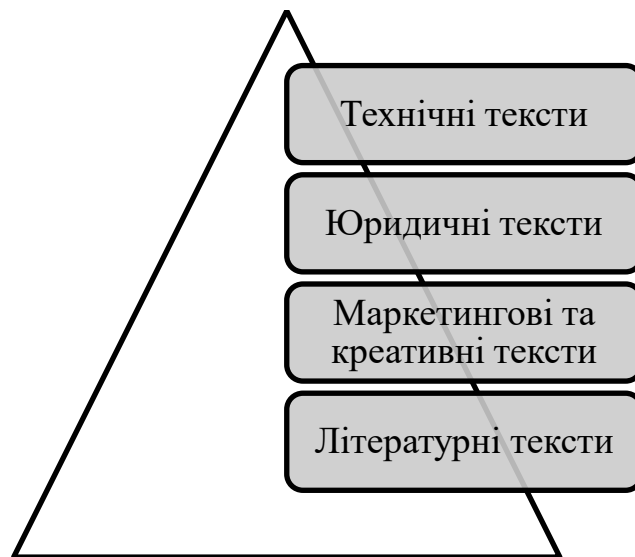 Технічні тексти
Юридичні тексти
Маркетингові та
креативні тексти
Літературні тексти